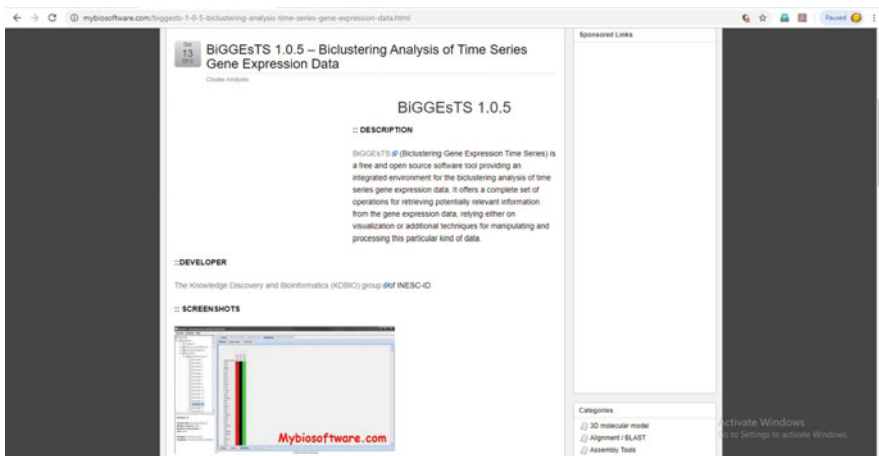 mybiosoftware.com/biggests-1-0-5-biclustering-analysis-time-series-gene-expression-data.html
Paused
13
BiGGEsTS 1.0.5 – Biclustering Analysis of Time Series
Gene Expression Data
Cluster Analysis
BiGGEsTS 1.0.5
:: DESCRIPTION
BiGGEsTS (Biclustering Gene Expression Time Series) is
a free and open source software tool providing an
integrated environment for the biclustering analysis of time
series gene expression data. It offers a complete set of
operations for retrieving potentially relevant information
from the gene expression data, relying either on
visualization or additional techniques for manipulating and
processing this particular kind of data.
::DEVELOPER
The Knowledge Discovery and Bioinformatics (KDBIO) group of INESC-ID
:: SCREENSHOTS
Mybiosoftware.com
Sponsored Links
Categories
3D molecular model
Alignment / BLAST
Assembly Tools
Activate Windows
Go to Settings to activate Windows.